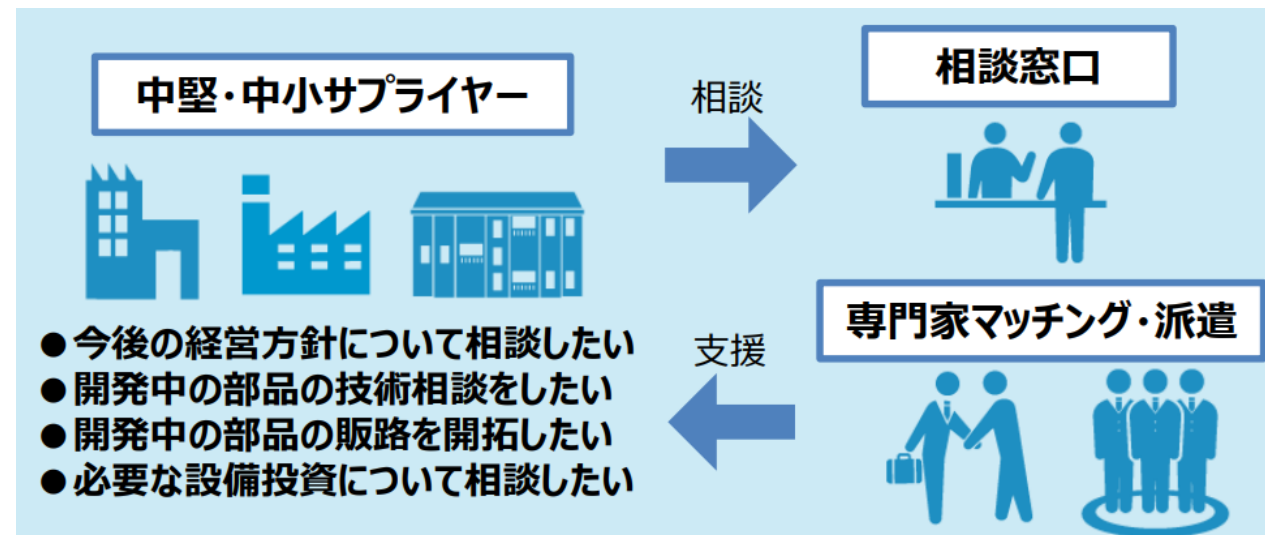 中堅・中小サプライヤー
相談
相談窓口
●今後の経営方針について相談したい
●開発中の部品の技術相談をしたい
●開発中の部品の販路を開拓したい
●必要な設備投資について相談したい
支援
専門家マッチング・派遣